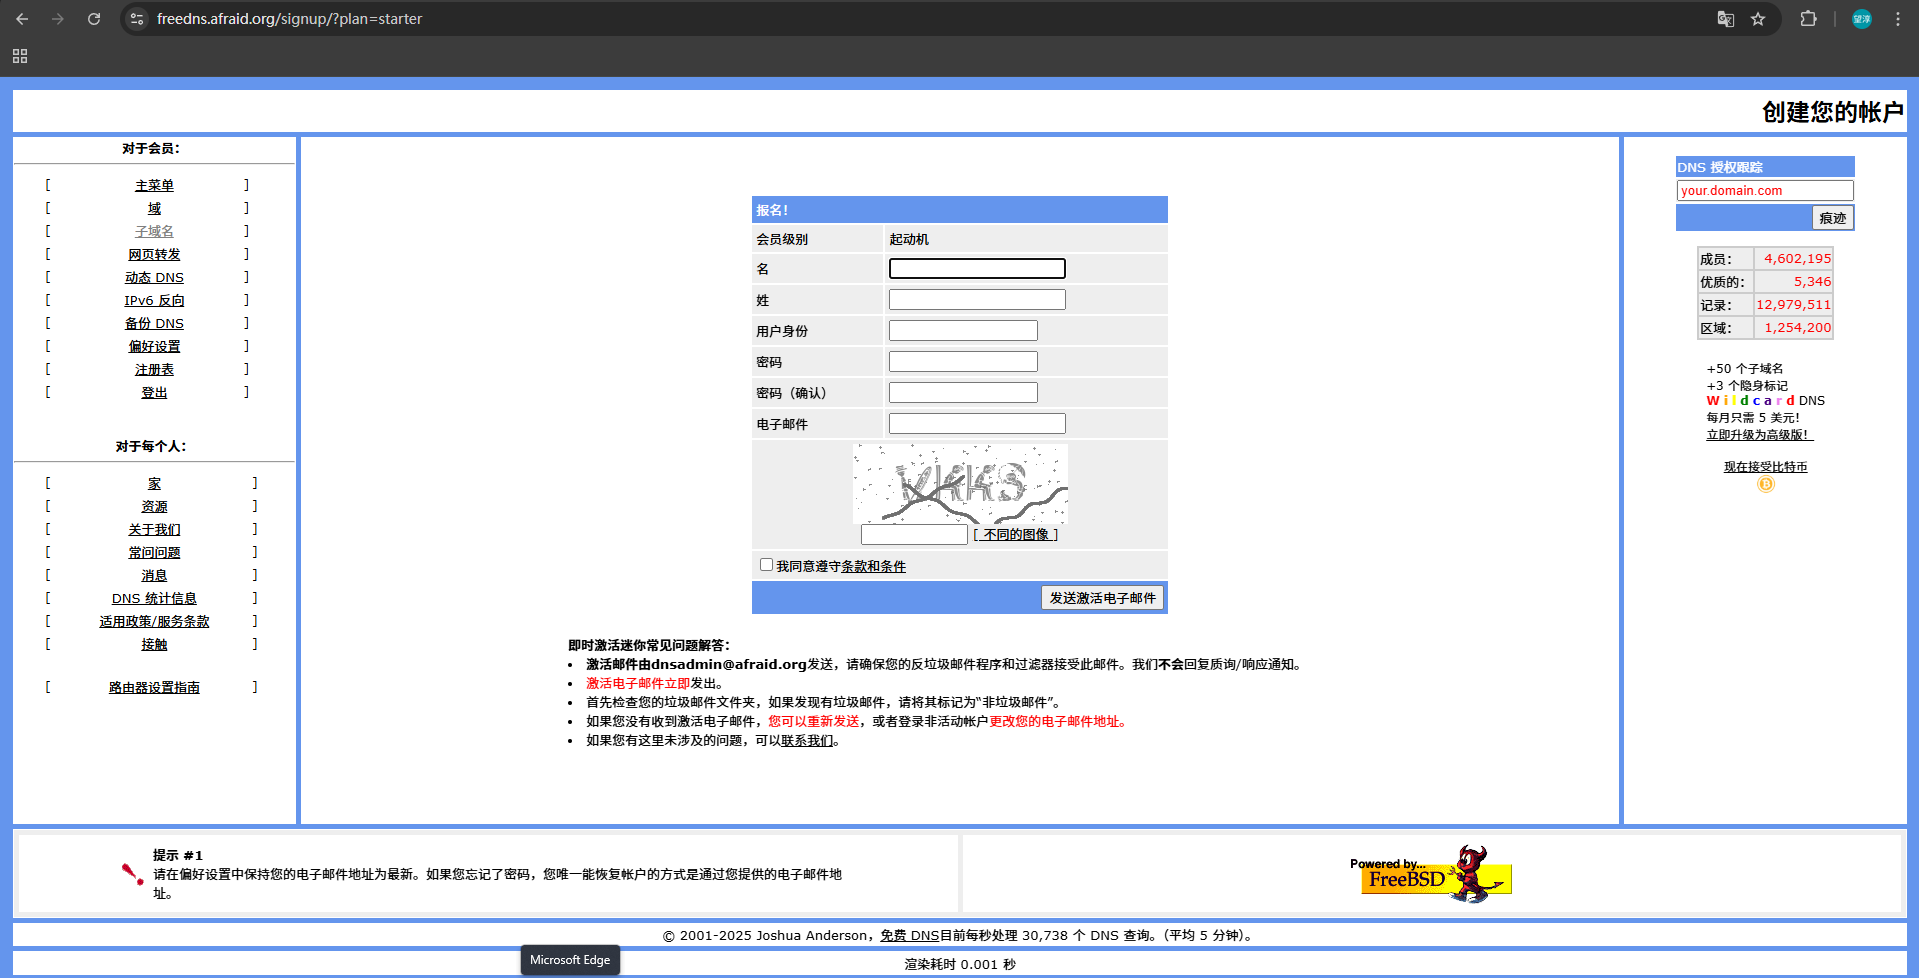 freedns.afraid.org/signup/?plan=starter
望淳
创建您的帐户
对于会员：
[ 主菜单 ]
[ 域 ]
[ 子域名 ]
[ 网页转发 ]
[ 动态 DNS ]
[ IPv6 反向 ]
[ 备份 DNS ]
[ 偏好设置 ]
[ 注册表 ]
[ 登出 ]
对于每个人：
[ 家 ]
[ 资源 ]
[ 关于我们 ]
[ 常问问题 ]
[ 消息 ]
[ DNS 统计信息 ]
[ 适用政策/服务条款 ]
[ 接触 ]
[ 路由器设置指南 ]
报名！
会员级别 起动机
名
姓
用户身份
密码
密码（确认）
电子邮件
[ 不同的图像 ]
我同意遵守条款和条件
发送激活电子邮件
即时激活迷你常见问题解答：
• 激活邮件由dnsadmin@afraid.org发送，请确保您的反垃圾邮件程序和过滤器接受此邮件。我们不会回复质询/响应通知。
• 激活电子邮件立即发出。
• 首先检查您的垃圾邮件文件夹，如果发现有垃圾邮件，请将其标记为“非垃圾邮件”。
• 如果您没有收到激活电子邮件，您可以重新发送，或者登录非活动帐户更改您的电子邮件地址。
• 如果您有这里未涉及的问题，可以联系我们。
DNS 授权跟踪
your.domain.com
痕迹
成员： 4,602,195
优质的： 5,346
记录： 12,979,511
区域： 1,254,200
+50 个子域名
+3 个隐身标记
Wildcard DNS
每月只需 5 美元！
立即升级为高级版！
现在接受比特币
提示 #1
请在偏好设置中保持您的电子邮件地址为最新。如果您忘记了密码，您唯一能恢复帐户的方式是通过您提供的电子邮件地
址。
Powered by...
FreeBSD
© 2001-2025 Joshua Anderson，免费 DNS目前每秒处理 30,738 个 DNS 查询。（平均 5 分钟）。
Microsoft Edge
渲染耗时 0.001 秒